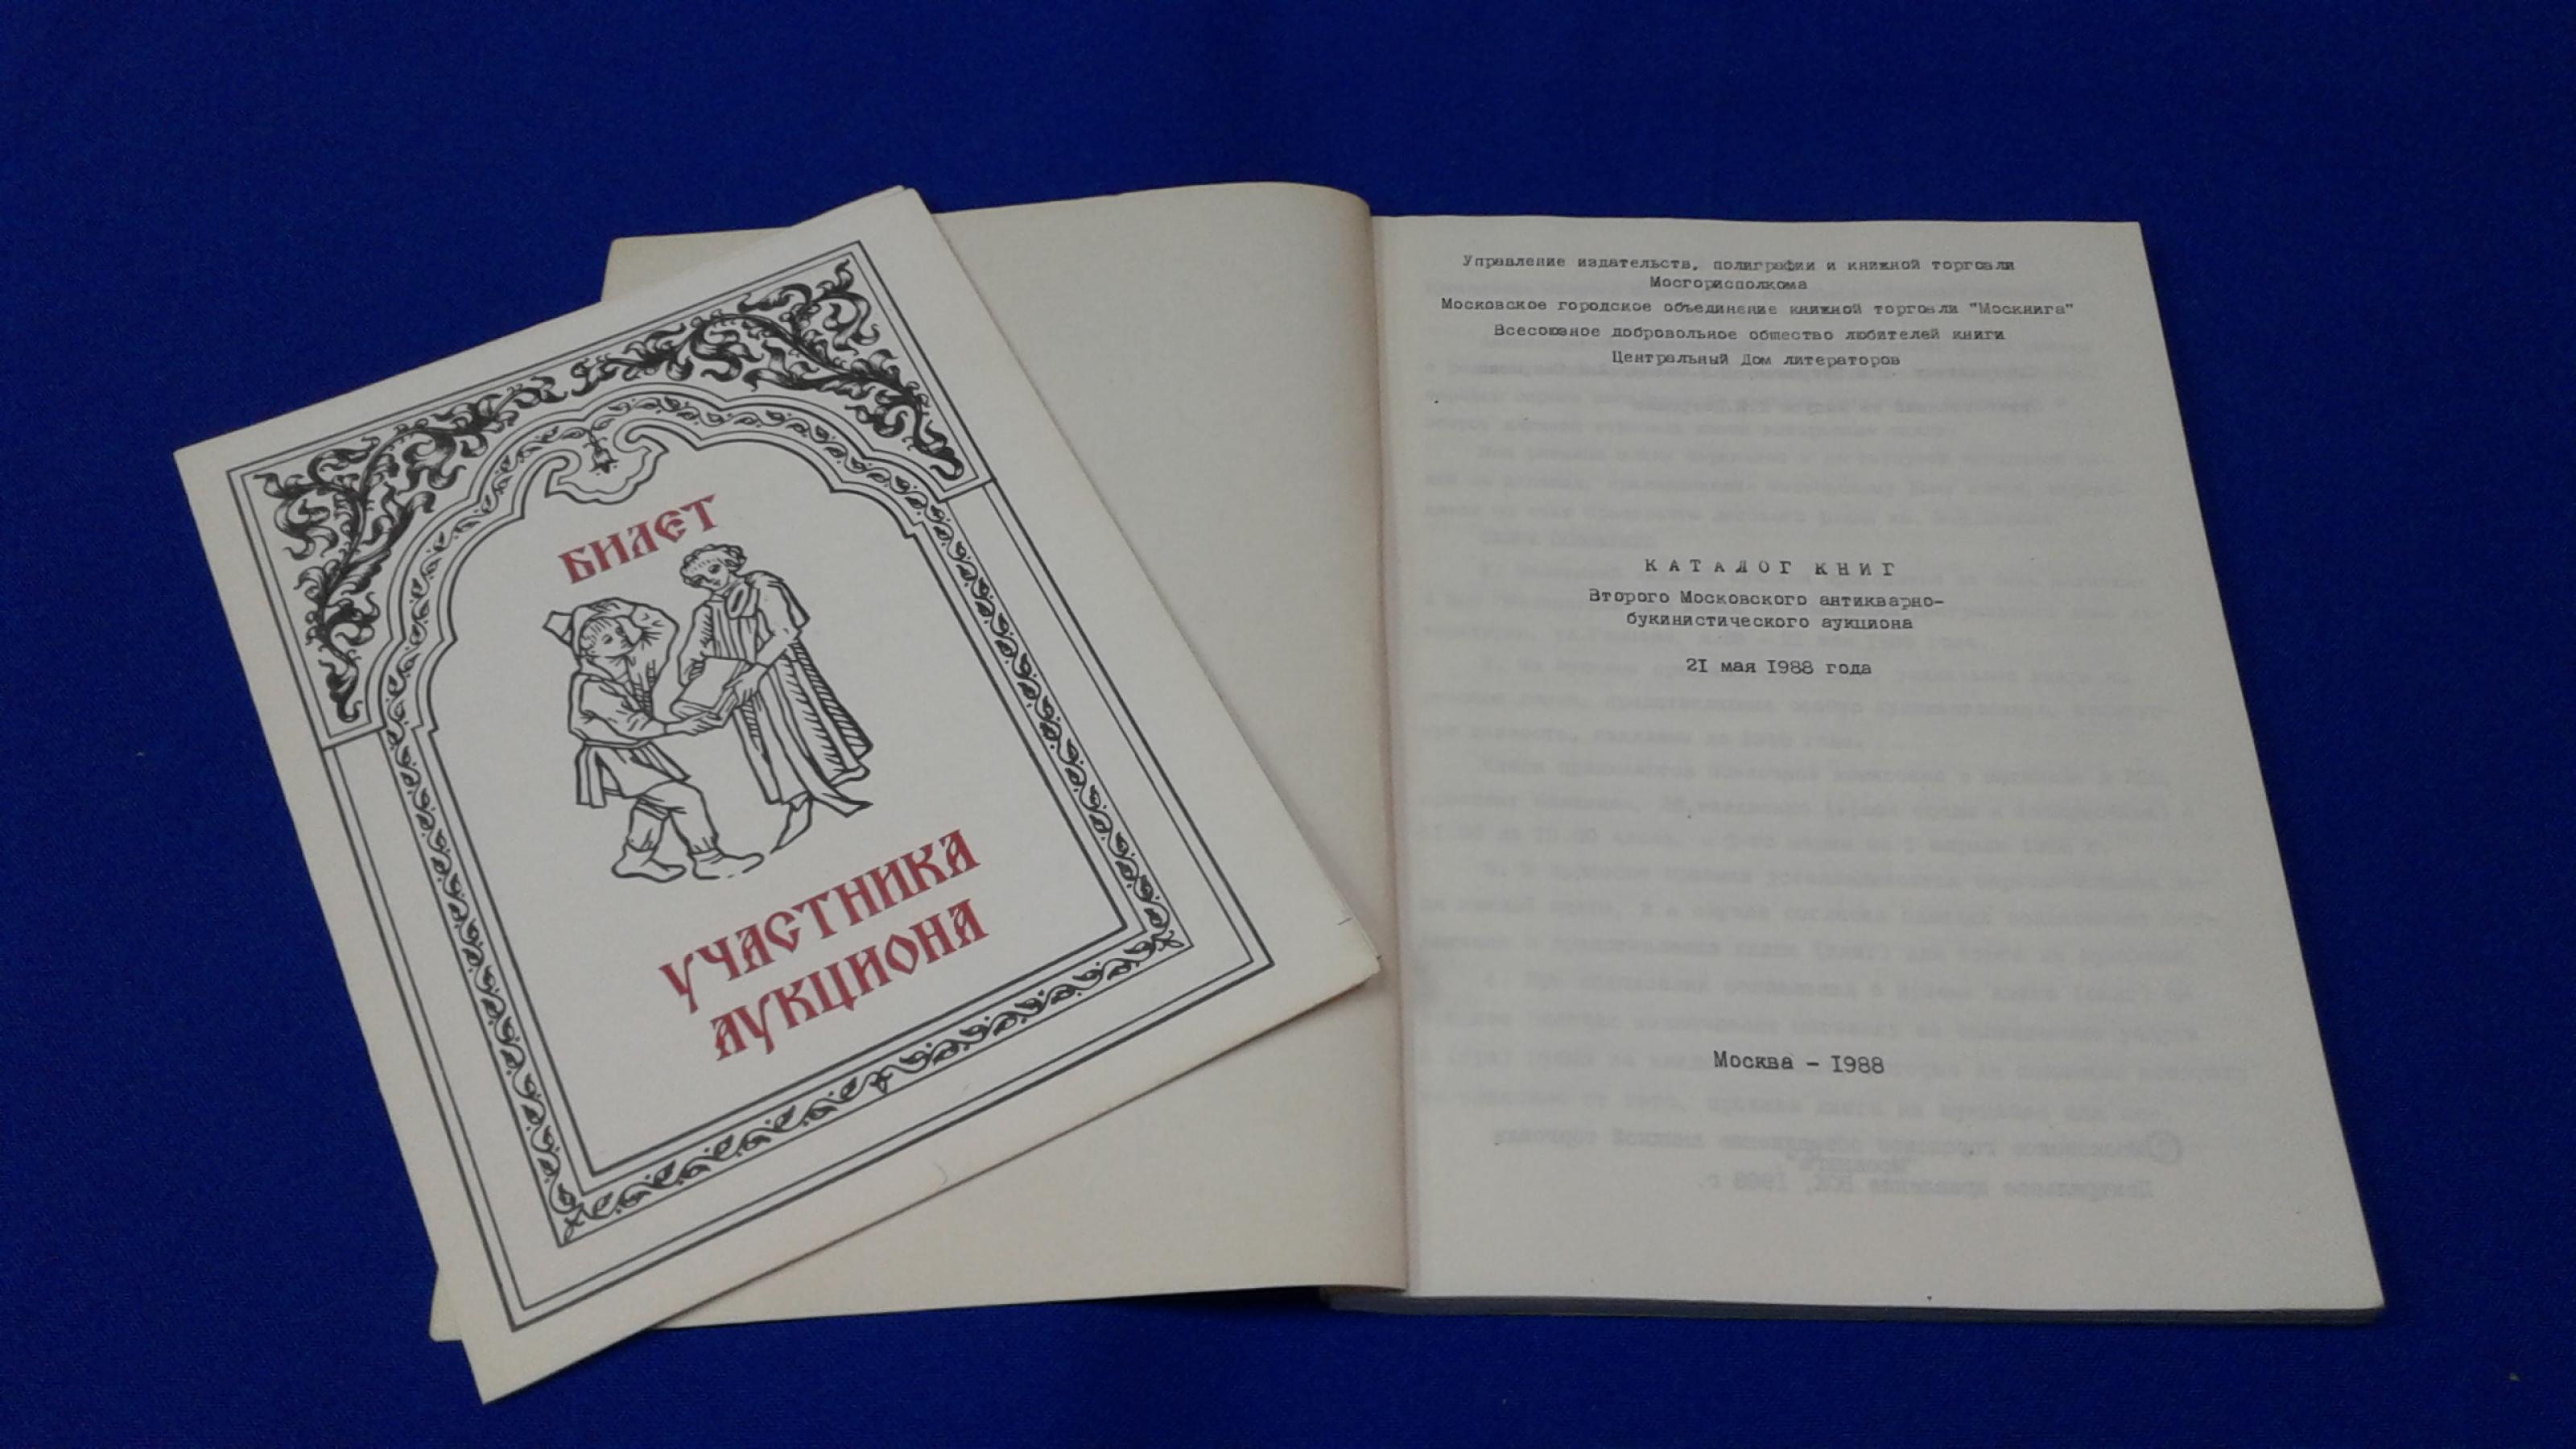 БИЛЕТ
УЧАСТНИКА
АУКЦИОНА
Управление издательств, полиграфии и книжной торговли
Мосгорисполкома
Московское городское объединение книжной торговли "Москнига"
Всесоюзное добровольное общество любителей книги
Центральный Дом литераторов
КАТАЛОГ КНИГ
Второго Московского антикварно-
букинистического аукциона
21 мая 1988 года
Москва - 1988